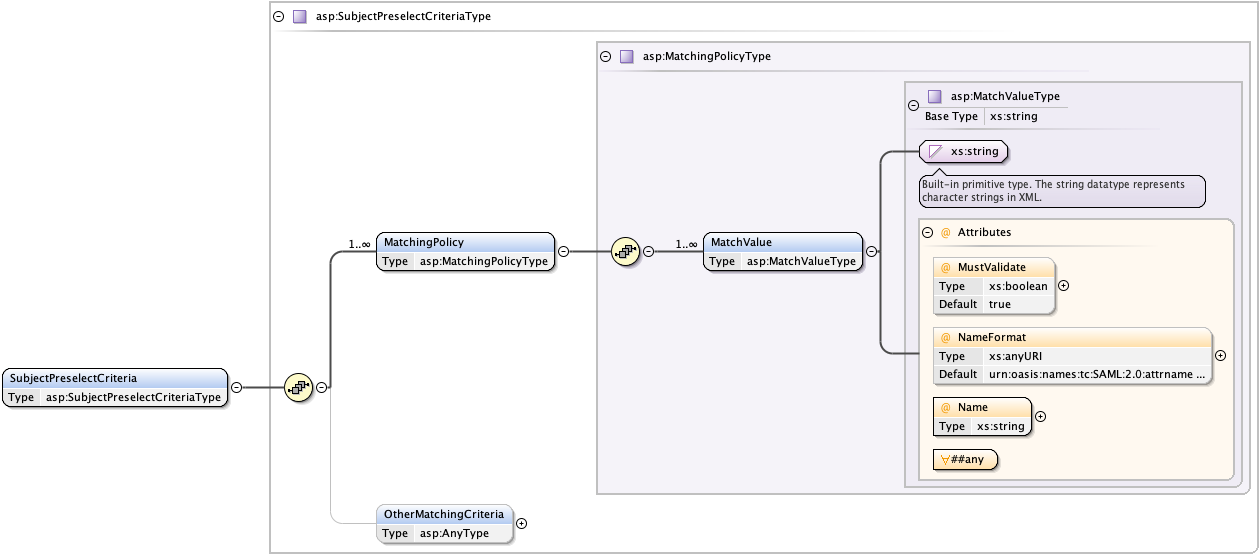 asp:SubjectPreselectCriteriaType
asp:MatchingPolicyType
asp:MatchValueType
Base Type xs:string
xs:string
Built-in primitive type. The string datatype represents
character strings in XML.
@ Attributes
@ MustValidate
Type xs:boolean
Default true
@ NameFormat
Type xs:anyURI
Default urn:oasis:names:tc:SAML:2.0:attrname ...
@ Name
Type xs:string
∀##any
1..∞
MatchValue
Type asp:MatchValueType
1..∞
MatchingPolicy
Type asp:MatchingPolicyType
SubjectPreselectCriteria
Type asp:SubjectPreselectCriteriaType
OtherMatchingCriteria
Type asp:AnyType